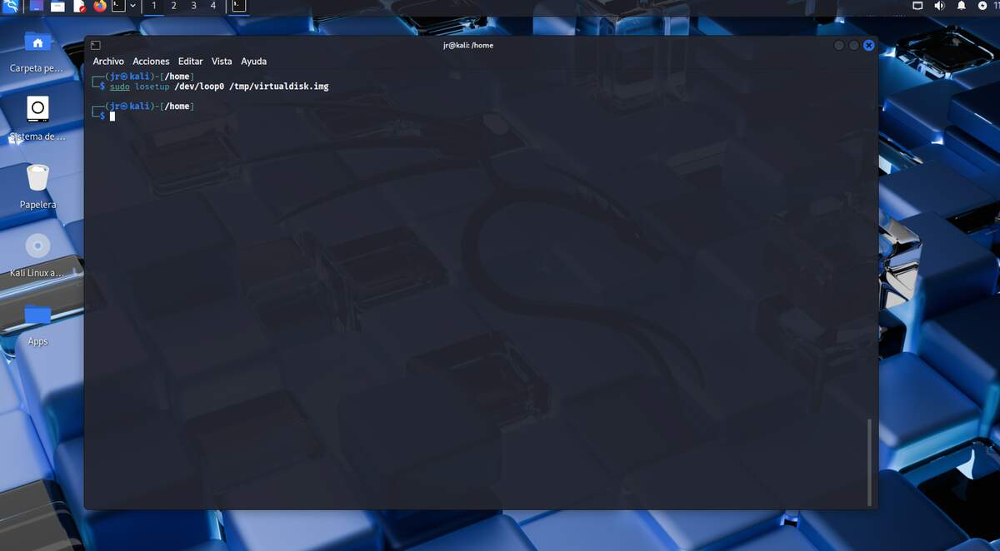 1 2 3 4
jr@kali: /home
Archivo Acciones Editar Vista Ayuda
┌──(jr㉿kali)-[/home]
└─$ sudo losetup /dev/loop0 /tmp/virtualdisk.img
┌──(jr㉿kali)-[/home]
└─$
Carpeta pe...
Sistema de ...
Papelera
Kali Linux a...
Apps